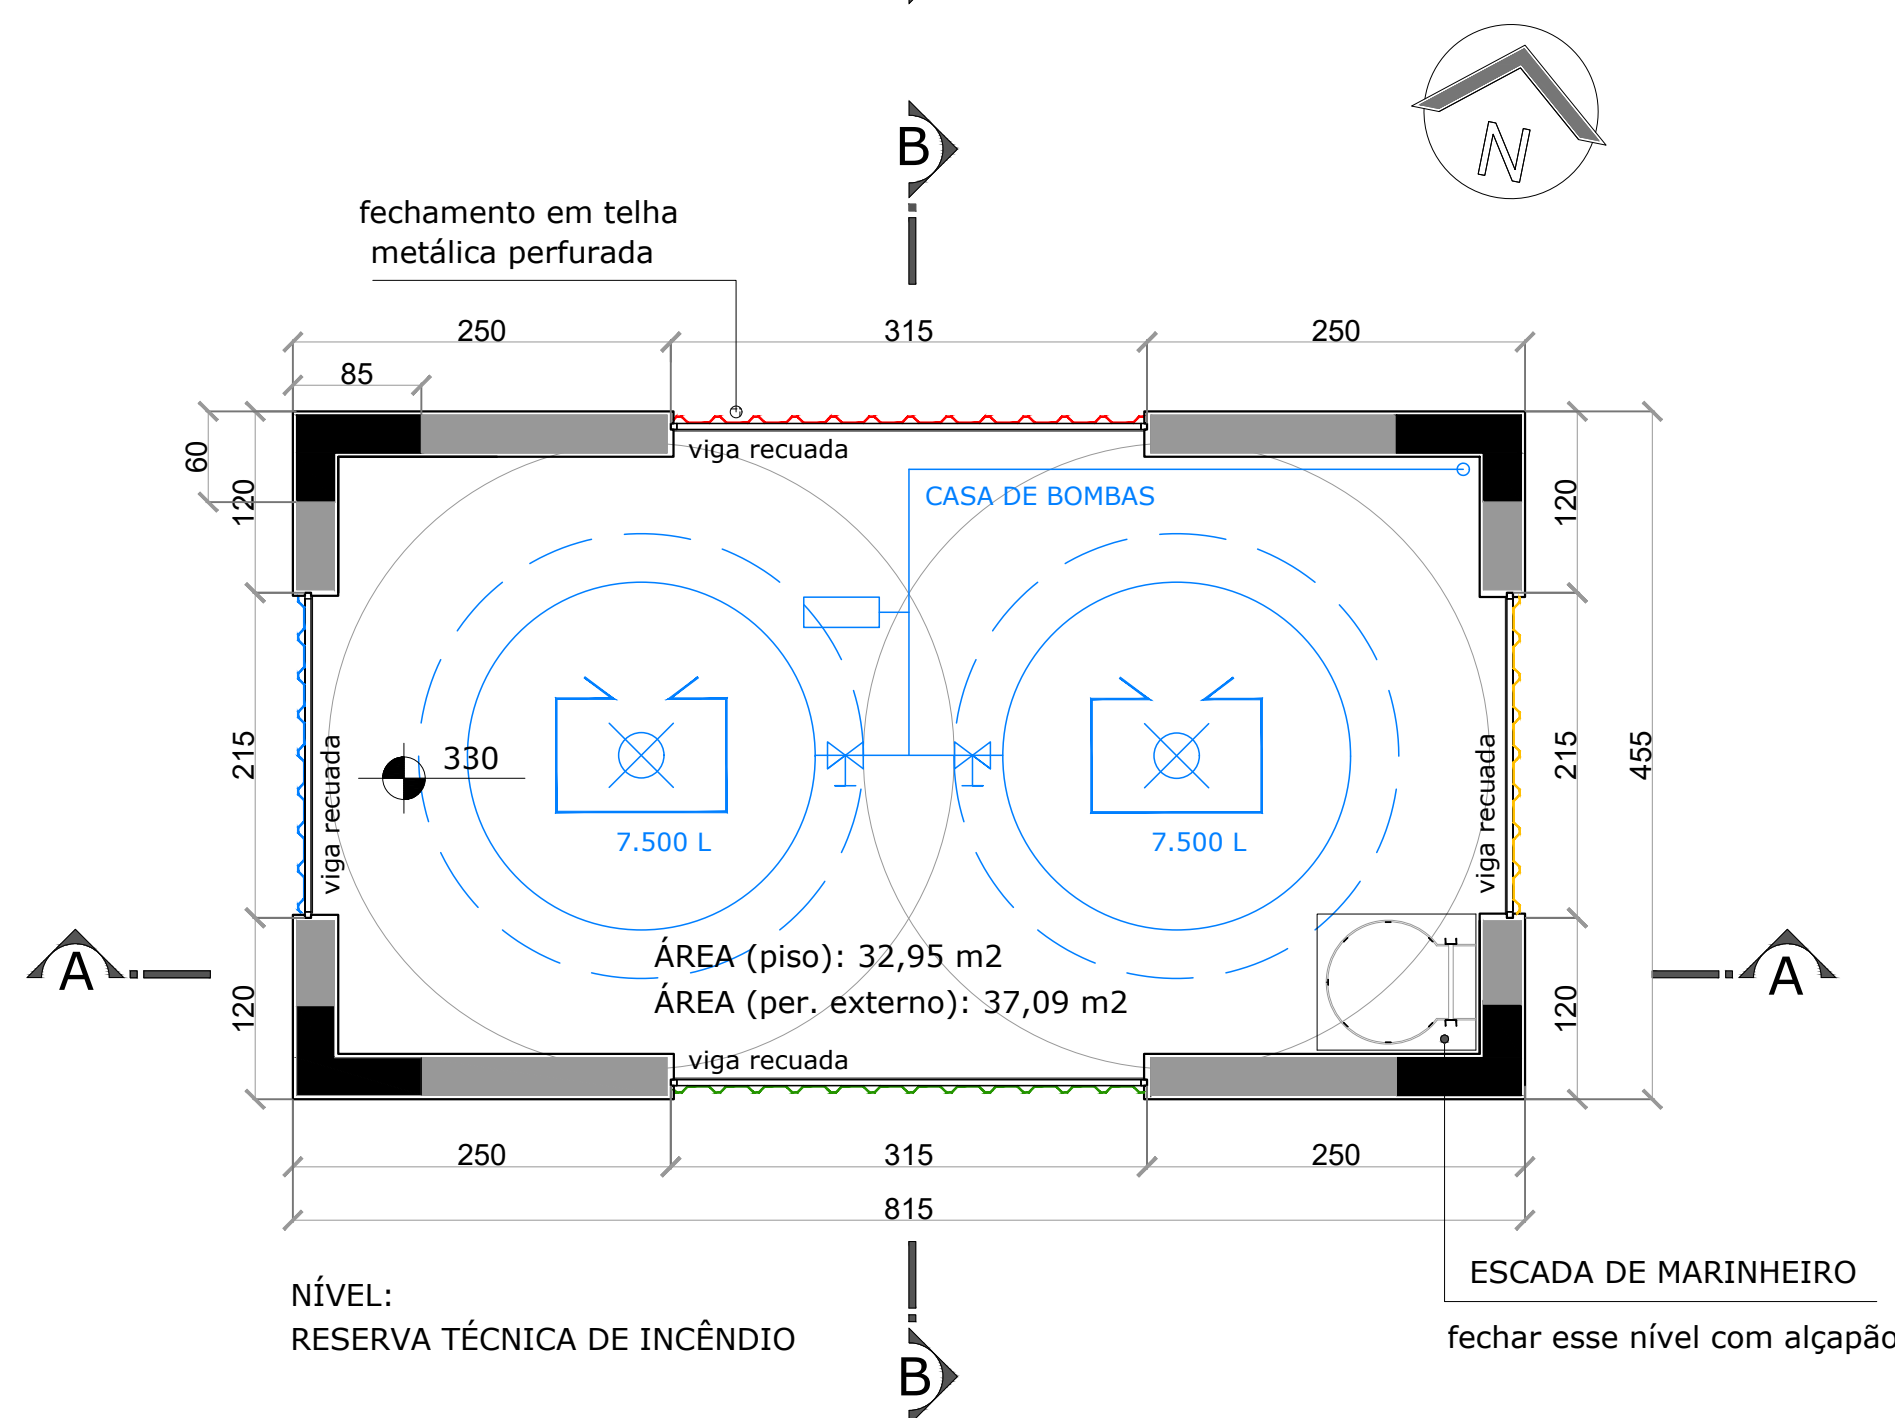 N
B
fechamento em telha
metálica perfurada
250
315
250
85
60
120
viga recuada
CASA DE BOMBAS
120
330
215
viga recuada
7.500 L
7.500 L
viga recuada
215
455
ÁREA (piso): 32,95 m2
ÁREA (per. externo): 37,09 m2
A
A
120
viga recuada
120
250
315
250
815
ESCADA DE MARINHEIRO
fechar esse nível com alçapão
NÍVEL:
RESERVA TÉCNICA DE INCÊNDIO
B